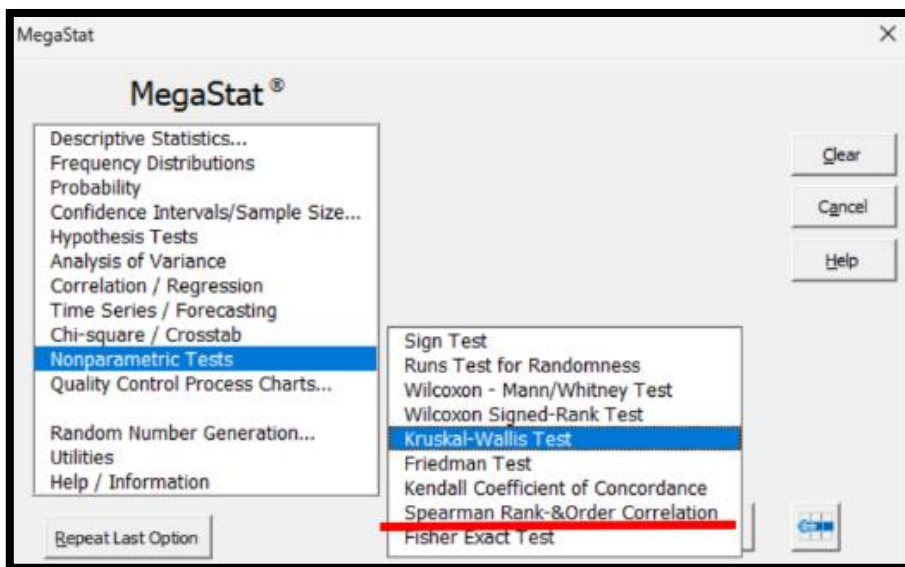 MegaStat
MegaStat ®
Descriptive Statistics...
Frequency Distributions
Probability
Confidence Intervals/Sample Size...
Hypothesis Tests
Analysis of Variance
Correlation / Regression
Time Series / Forecasting
Chi-square / Crosstab
Nonparametric Tests
Quality Control Process Charts...
Random Number Generation...
Utilities
Help / Information
Sign Test
Runs Test for Randomness
Wilcoxon - Mann/Whitney Test
Wilcoxon Signed-Rank Test
Kruskal-Wallis Test
Friedman Test
Kendall Coefficient of Concordance
Spearman Rank-&Order Correlation
Fisher Exact Test
Clear
Cancel
Help
Repeat Last Option